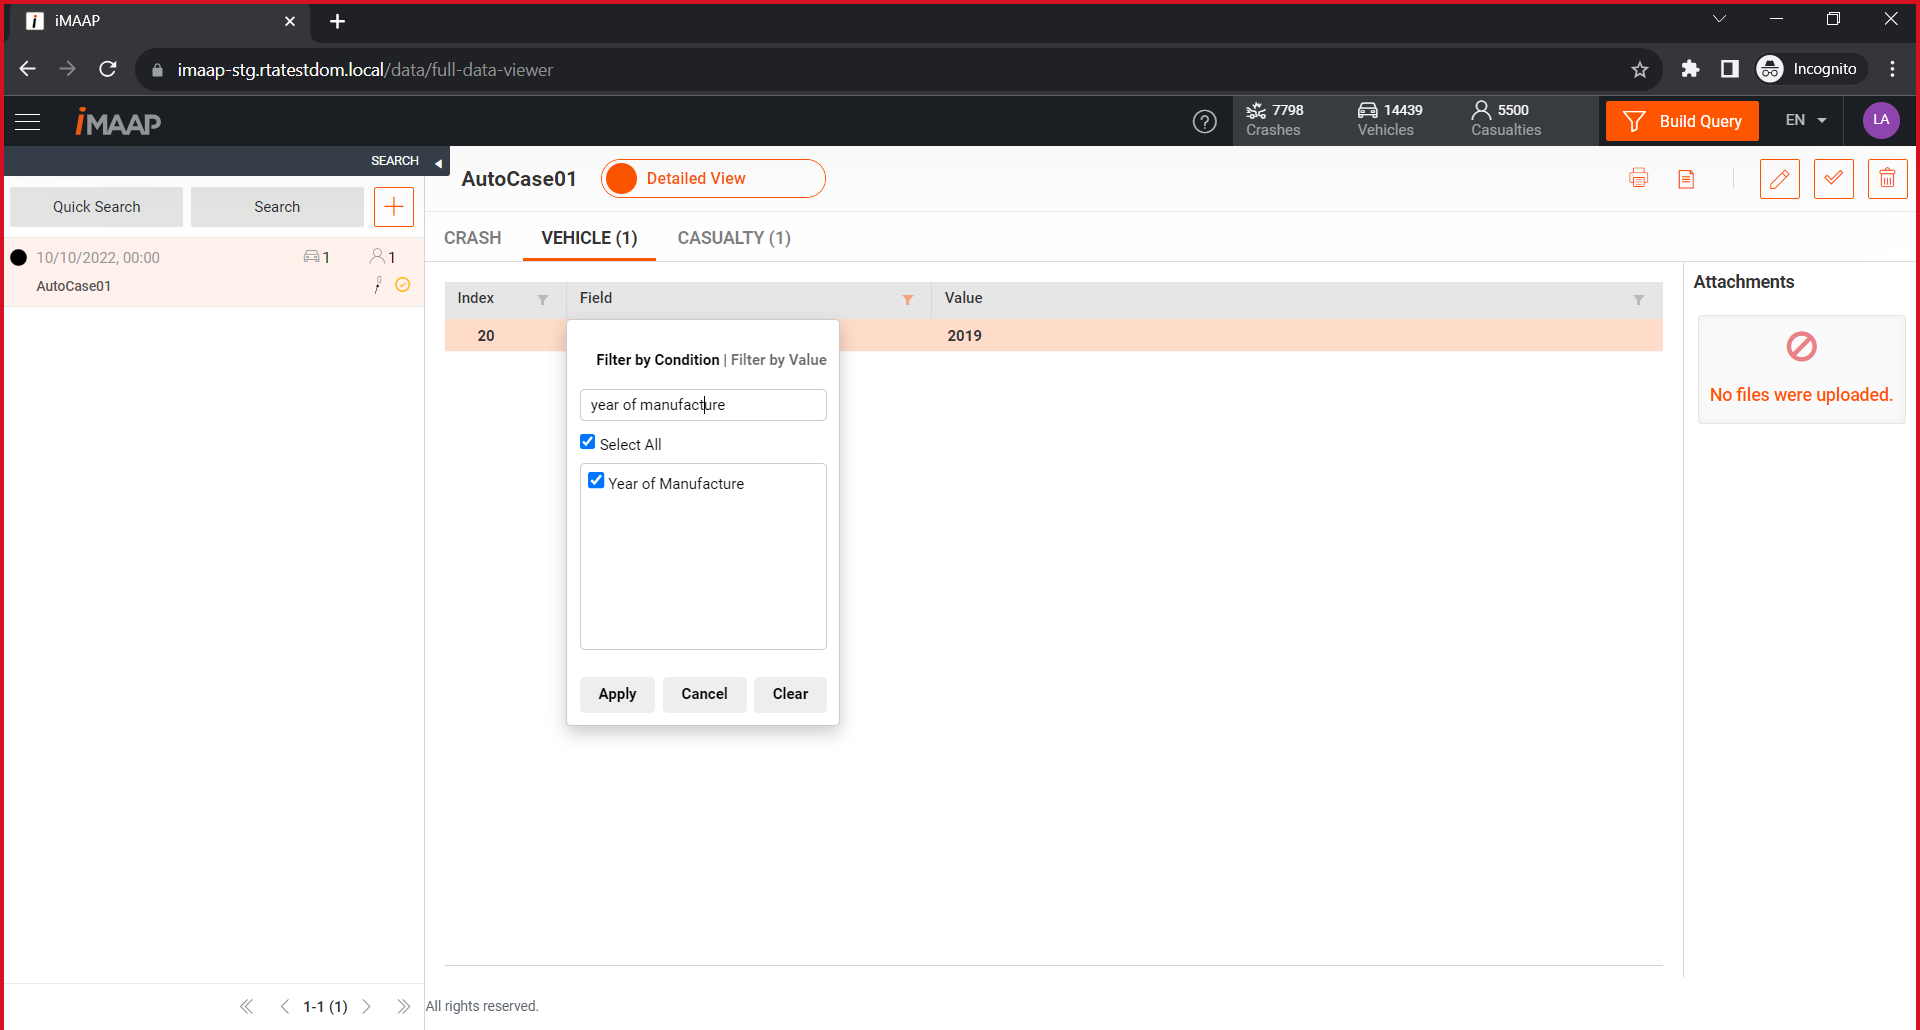 iMAAP
imaap-stg.rtatestdom.local/data/full-data-viewer
Incognito
iMAAP
7798
Crashes
14439
Vehicles
5500
Casualties
Build Query
EN
LA
SEARCH
AutoCase01
Detailed View
Quick Search
Search
CRASH
VEHICLE (1)
CASUALTY (1)
10/10/2022, 00:00
1
1
AutoCase01
Index
Field
Value
Attachments
20
2019
Filter by Condition | Filter by Value
year of manufacture
Select All
Year of Manufacture
Apply
Cancel
Clear
No files were uploaded.
1-1 (1)
All rights reserved.